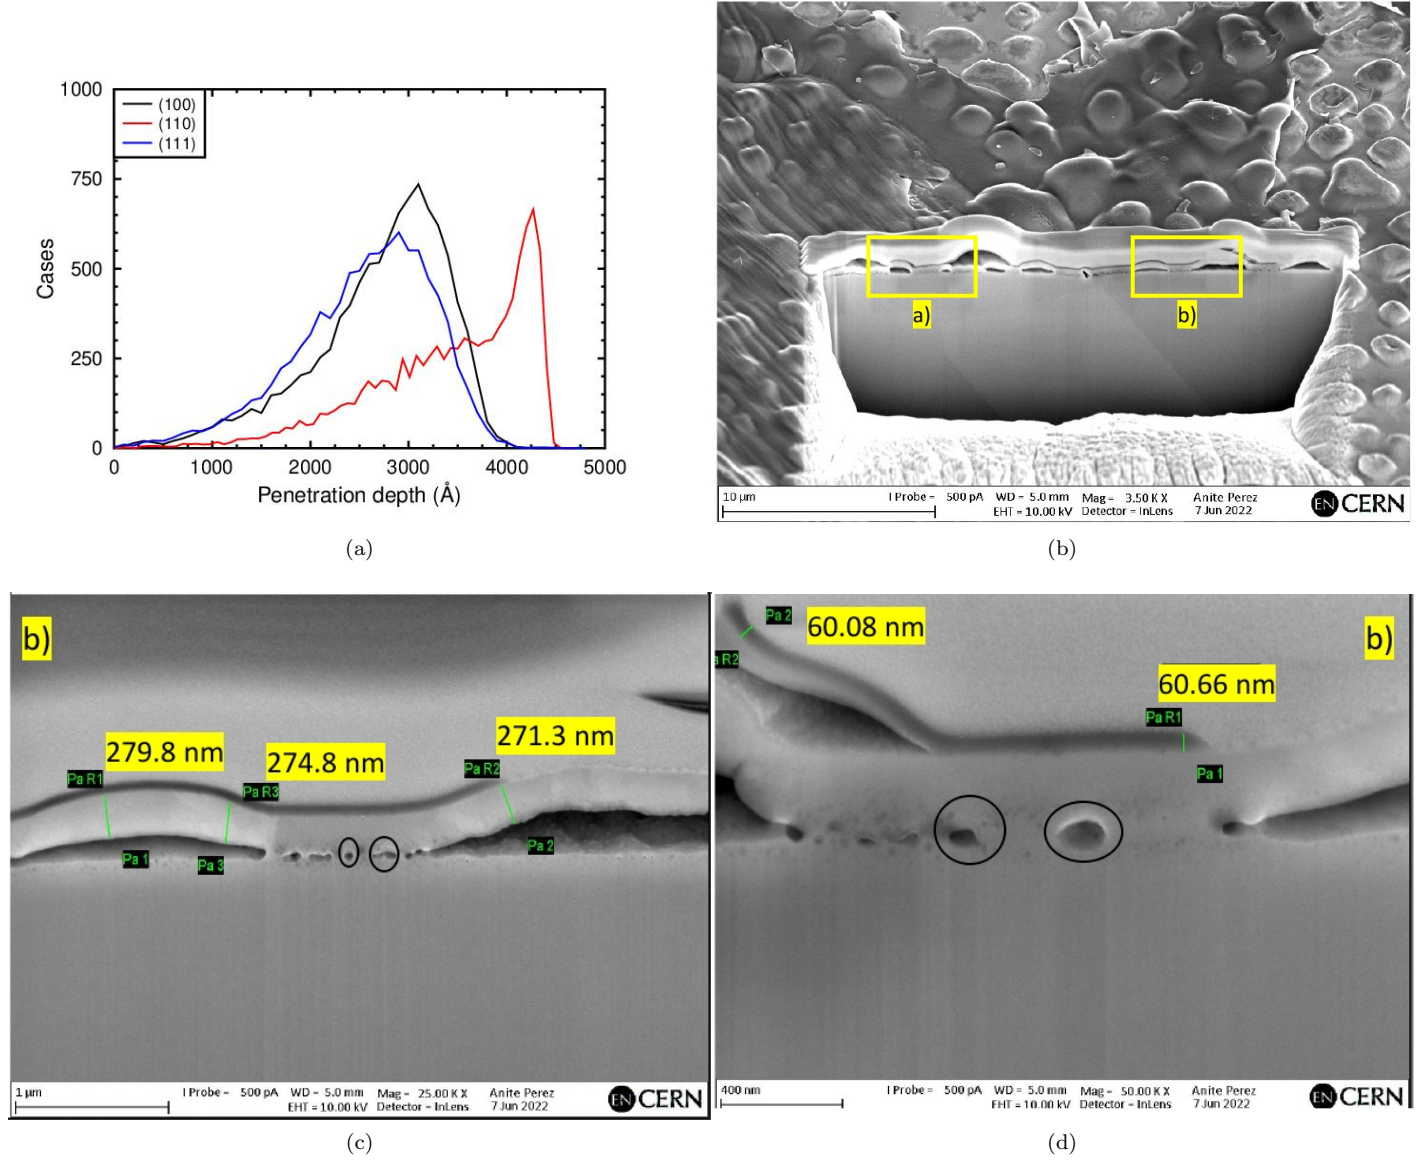 1000
750
500
250
0
Cases
(100)
(110)
(111)
0 1000 2000 3000 4000 5000
Penetration depth (Å)
(a)
a)
b)
10 µm
I Probe = 500 pA WD = 5.0 mm Mag = 3.50 K X Anite Perez
EHT = 10.00 kV Detector = InLens 7 Jun 2022
EN CERN
(b)
b)
279.8 nm
274.8 nm
271.3 nm
Pa R1
Pa R3
Pa R2
Pa 1
Pa 3
Pa 2
1 µm
I Probe = 500 pA WD = 5.0 mm Mag = 25.00 K X Anite Perez
EHT = 10.00 kV Detector = InLens 7 Jun 2022
EN CERN
(c)
Pa 2
60.08 nm
b)
a R2
60.66 nm
Pa R1
Pa 1
400 nm
I Probe = 500 pA WD = 5.0 mm Mag = 50.00 K X Anite Perez
EHT = 10.00 kV Detector = InLens 7 Jun 2022
EN CERN
(d)